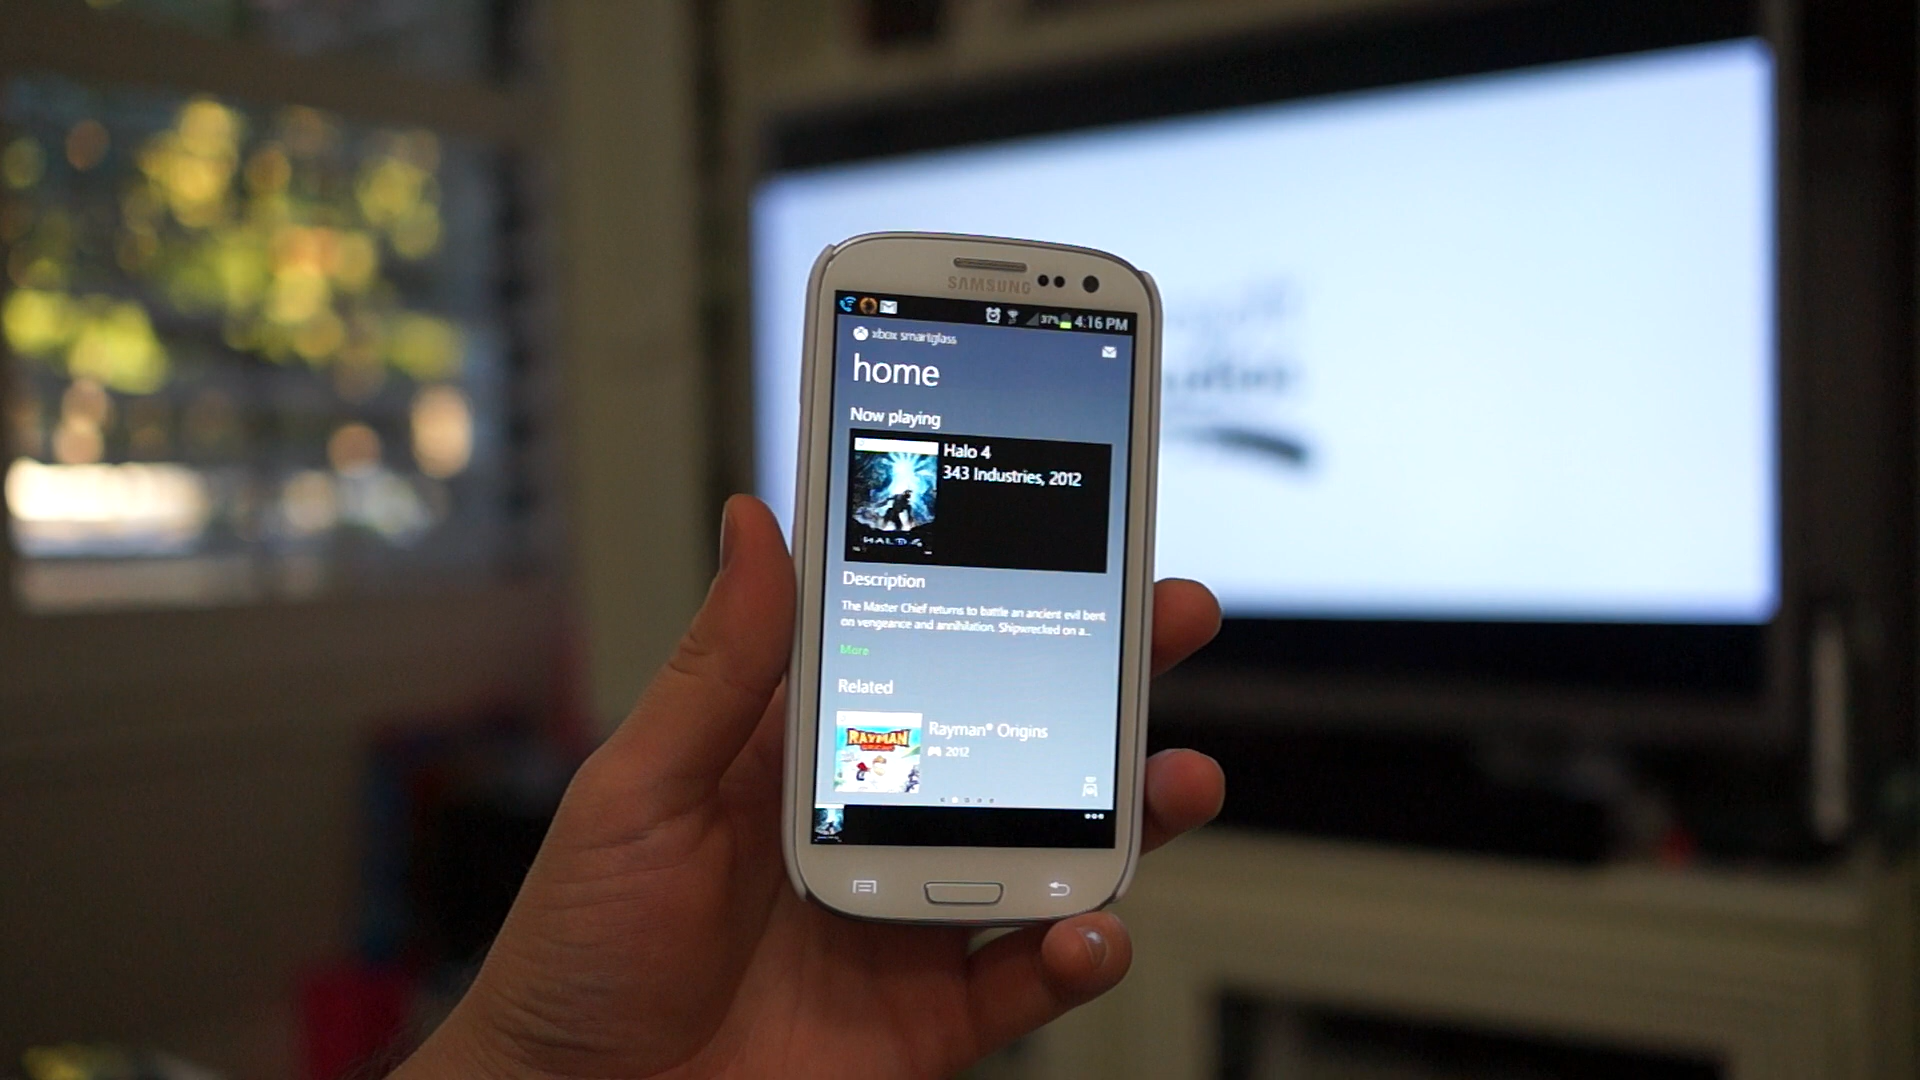 SAMSUNG
37% 4:16 PM
xbox smartglass
home
Now playing
Halo 4
343 Industries, 2012
HALO 4
Description
The Master Chief returns to battle an ancient evil bent
on vengeance and annihilation. Shipwrecked on a...
More
Related
RAYMAN
ORIGINS
Rayman® Origins
2012